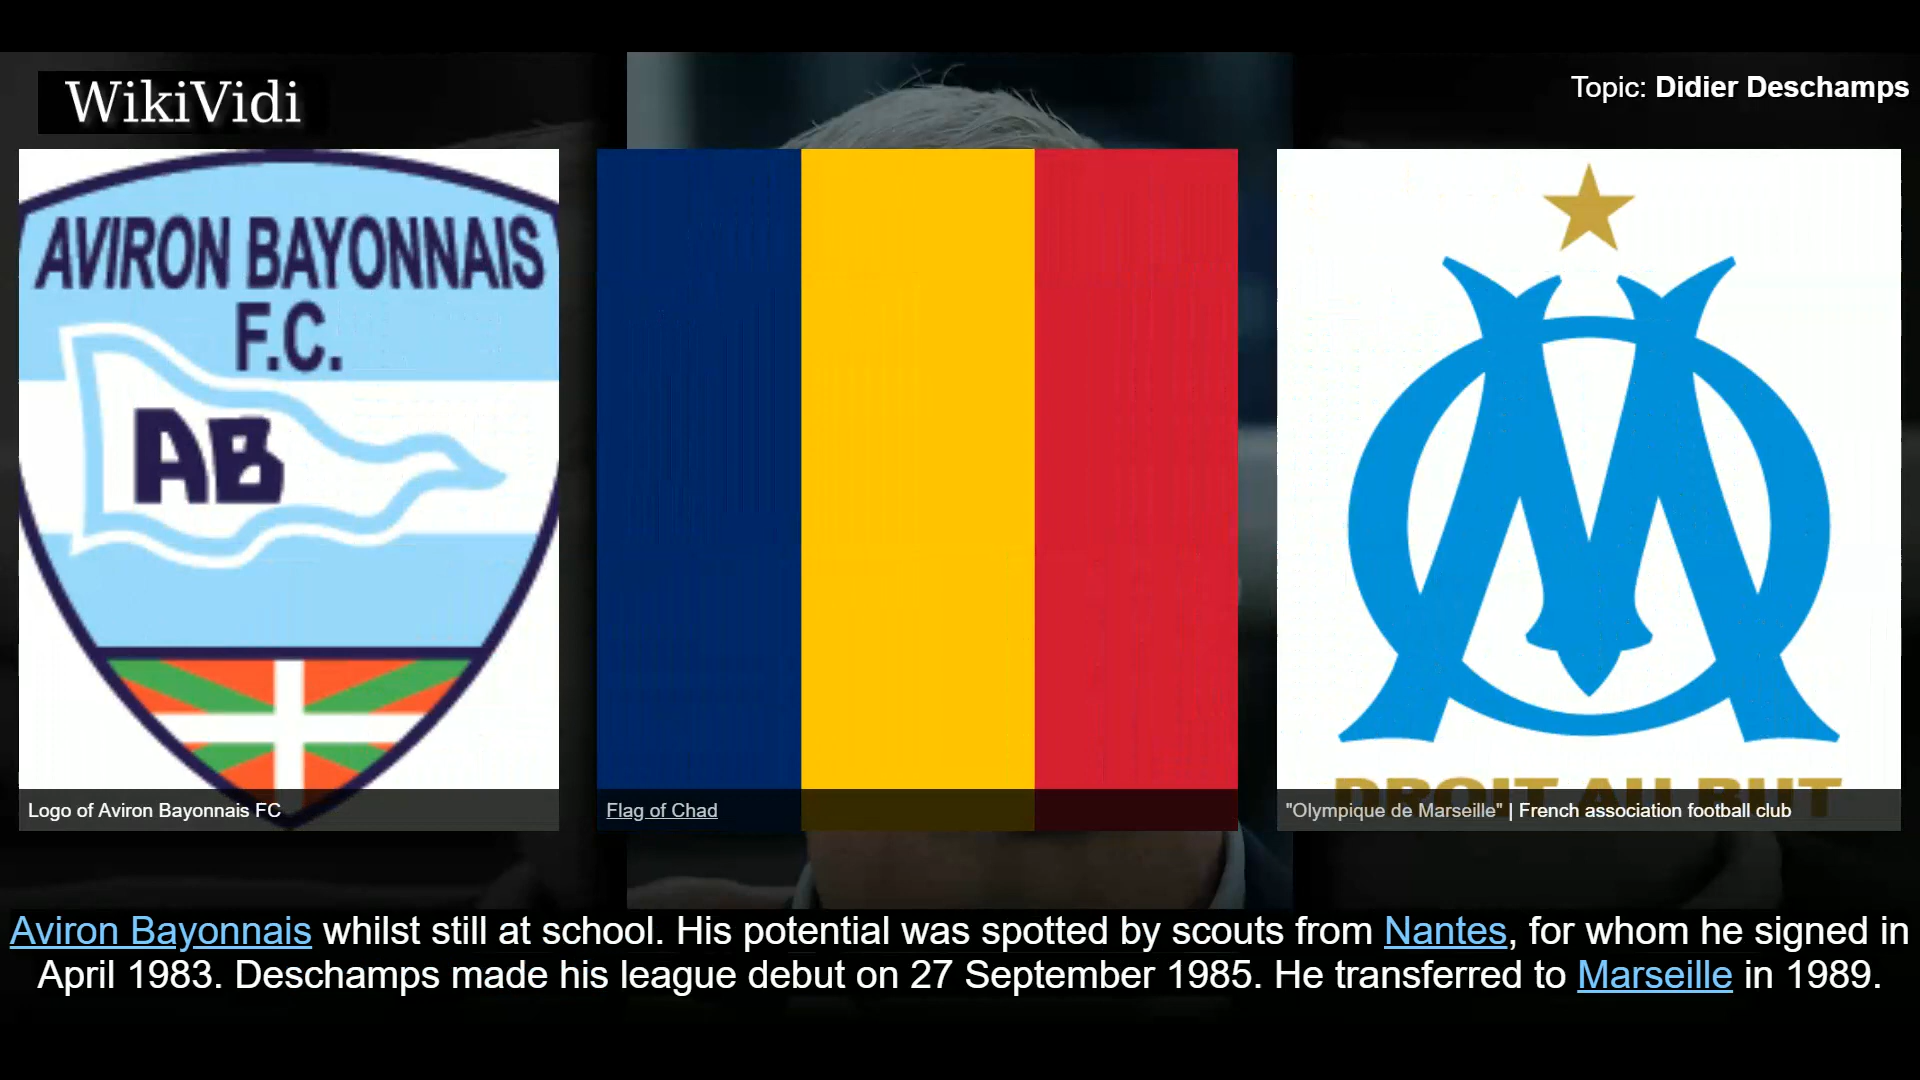 WikiVidi
Topic: Didier Deschamps
AVIRON BAYONNAIS
F.C.
AB
DROIT AU BUT
Logo of Aviron Bayonnais FC
Flag of Chad
"Olympique de Marseille" | French association football club
Aviron Bayonnais whilst still at school. His potential was spotted by scouts from Nantes, for whom he signed in
April 1983. Deschamps made his league debut on 27 September 1985. He transferred to Marseille in 1989.